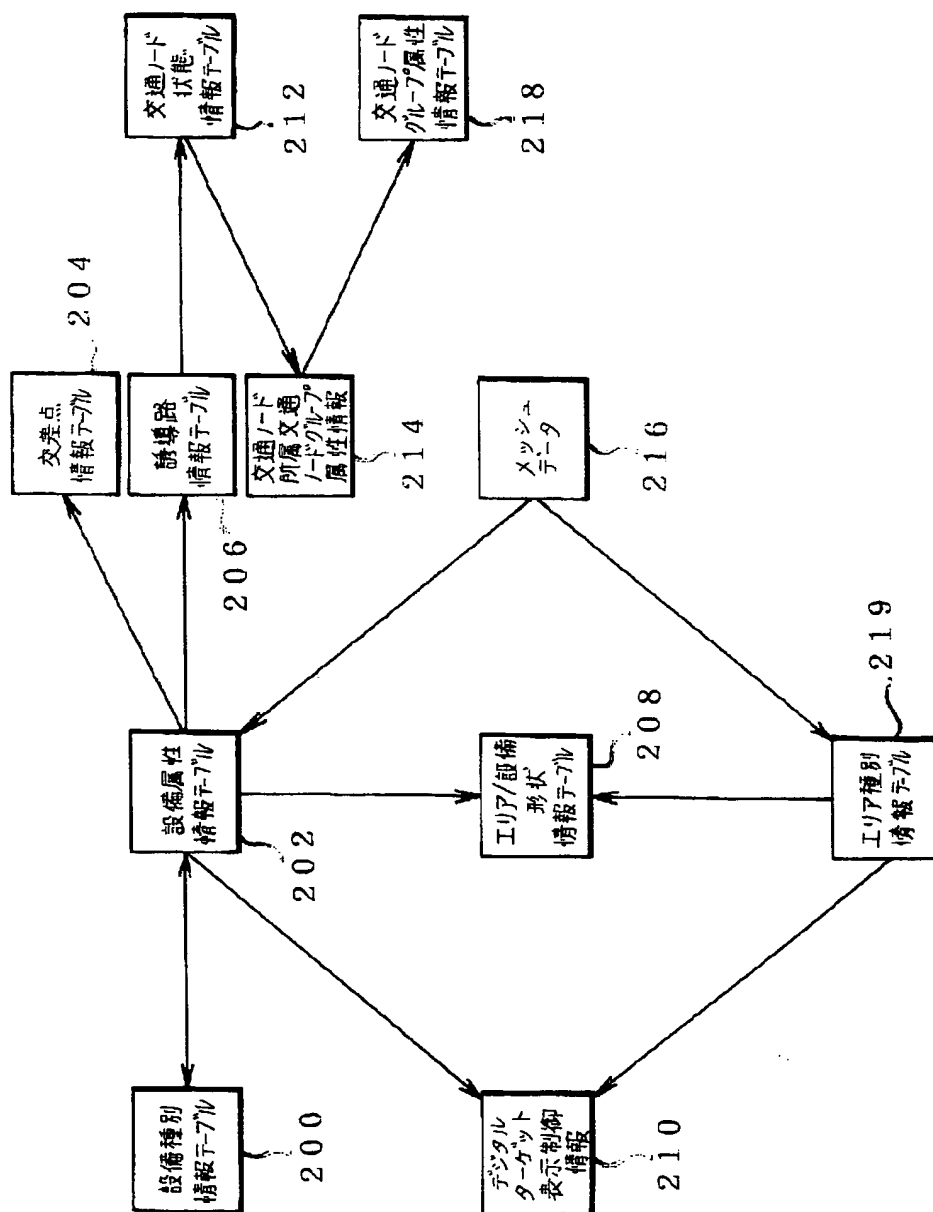 設備種別
情報テーブル
200
設備属性
情報テーブル
202
交差点
情報テーブル
204
誘導路
情報テーブル
206
交通ノード
状態
情報テーブル
212
交通ノード
所属交通
ノードグループ
属性情報
214
交通ノード
グループ属性
情報テーブル
218
デジタル
ターゲット
表示制御
情報
210
エリア/設備
形状
情報テーブル
208
メッシュ
データ
216
エリア種別
情報テーブル
219